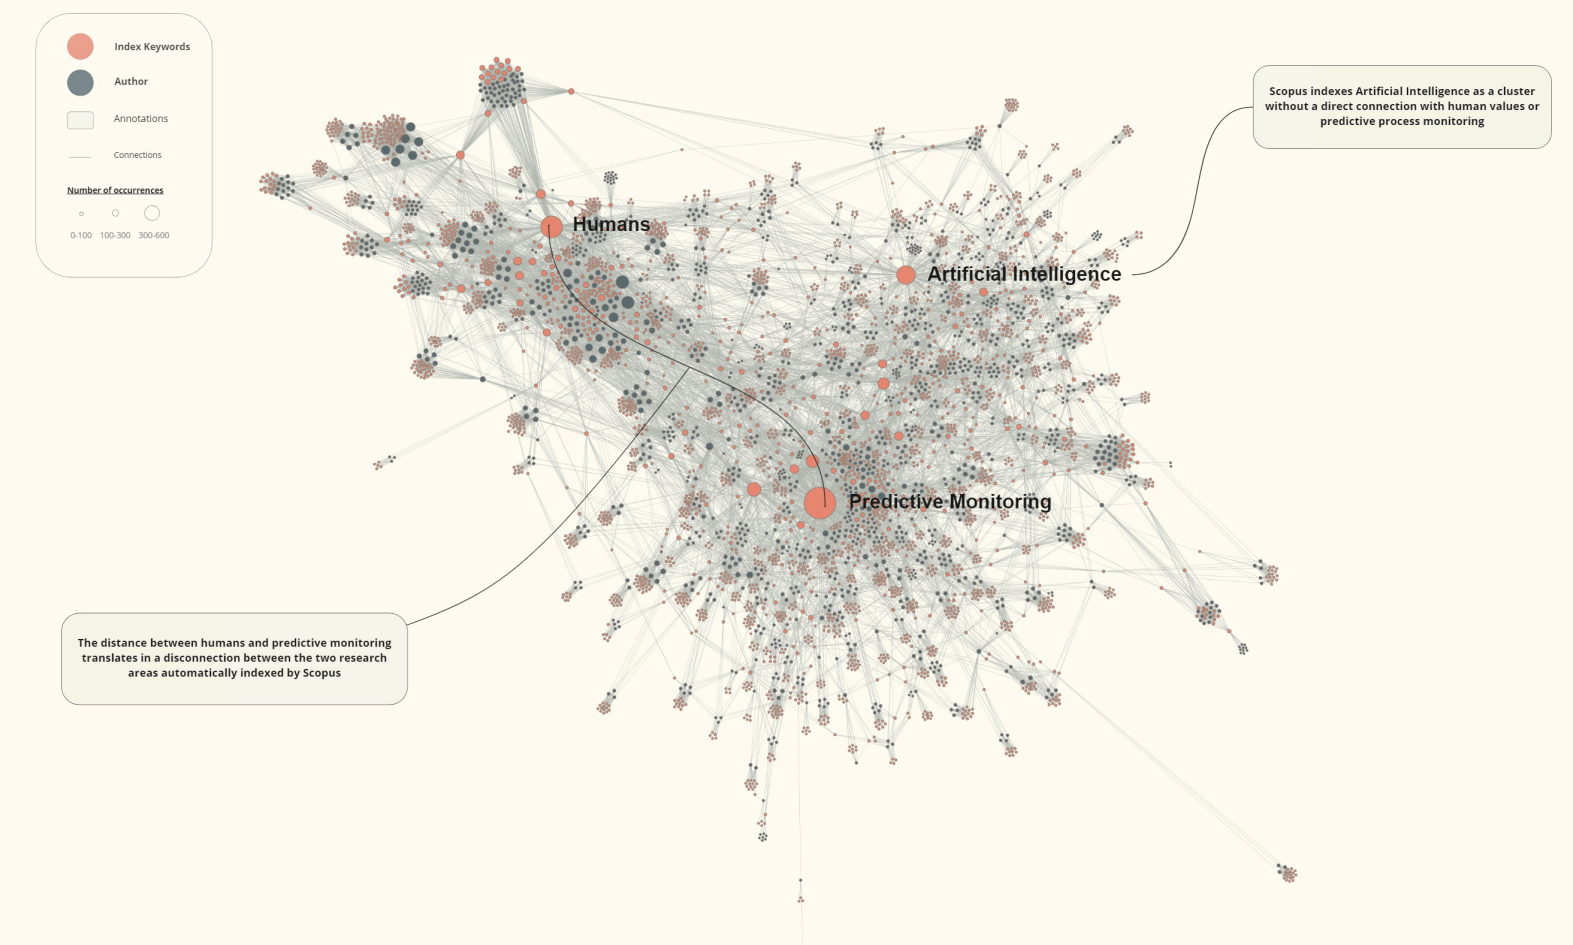 Index Keywords
Author
Annotations
Connections
Number of occurrences
0-100 100-300 300-600
Humans
Artificial Intelligence
Predictive Monitoring
Scopus indexes Artificial Intelligence as a cluster
without a direct connection with human values or
predictive process monitoring
The distance between humans and predictive monitoring
translates in a disconnection between the two research
areas automatically indexed by Scopus